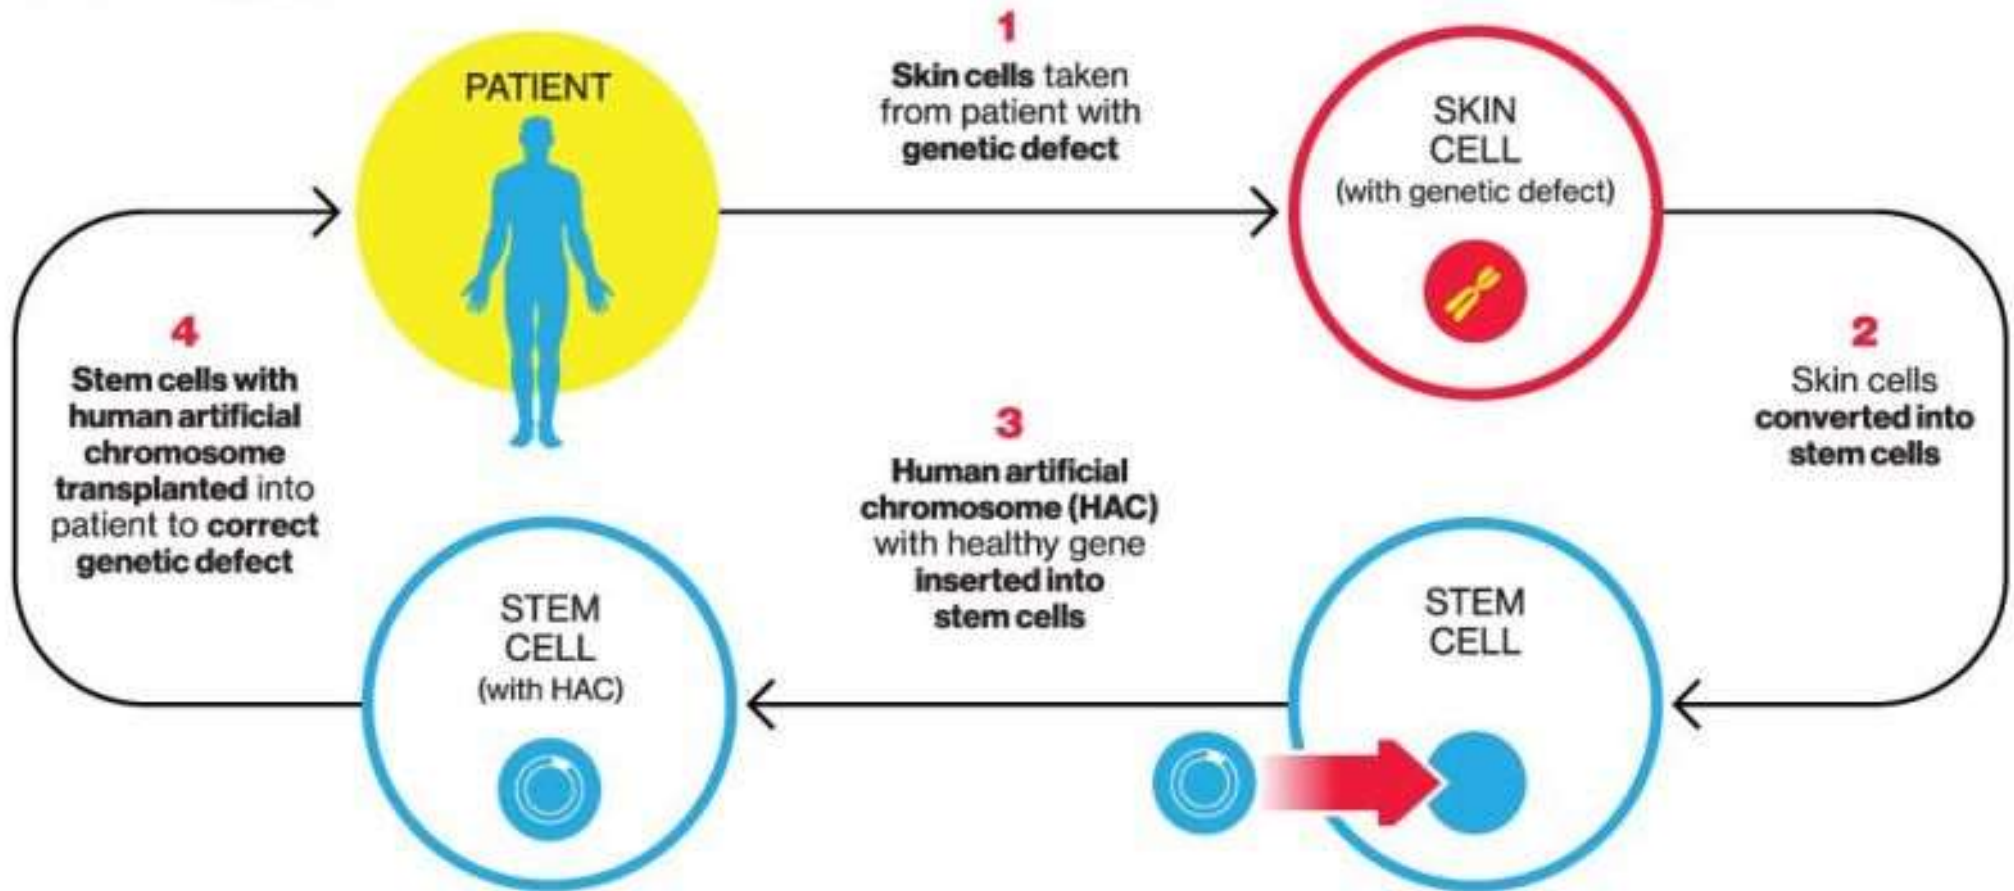 PATIENT
1
Skin cells taken
from patient with
genetic defect
SKIN
CELL
(with genetic defect)
2
Skin cells
converted into
stem cells
STEM
CELL
3
Human artificial
chromosome (HAC)
with healthy gene
inserted into
stem cells
STEM
CELL
(with HAC)
4
Stem cells with
human artificial
chromosome
transplanted into
patient to correct
genetic defect